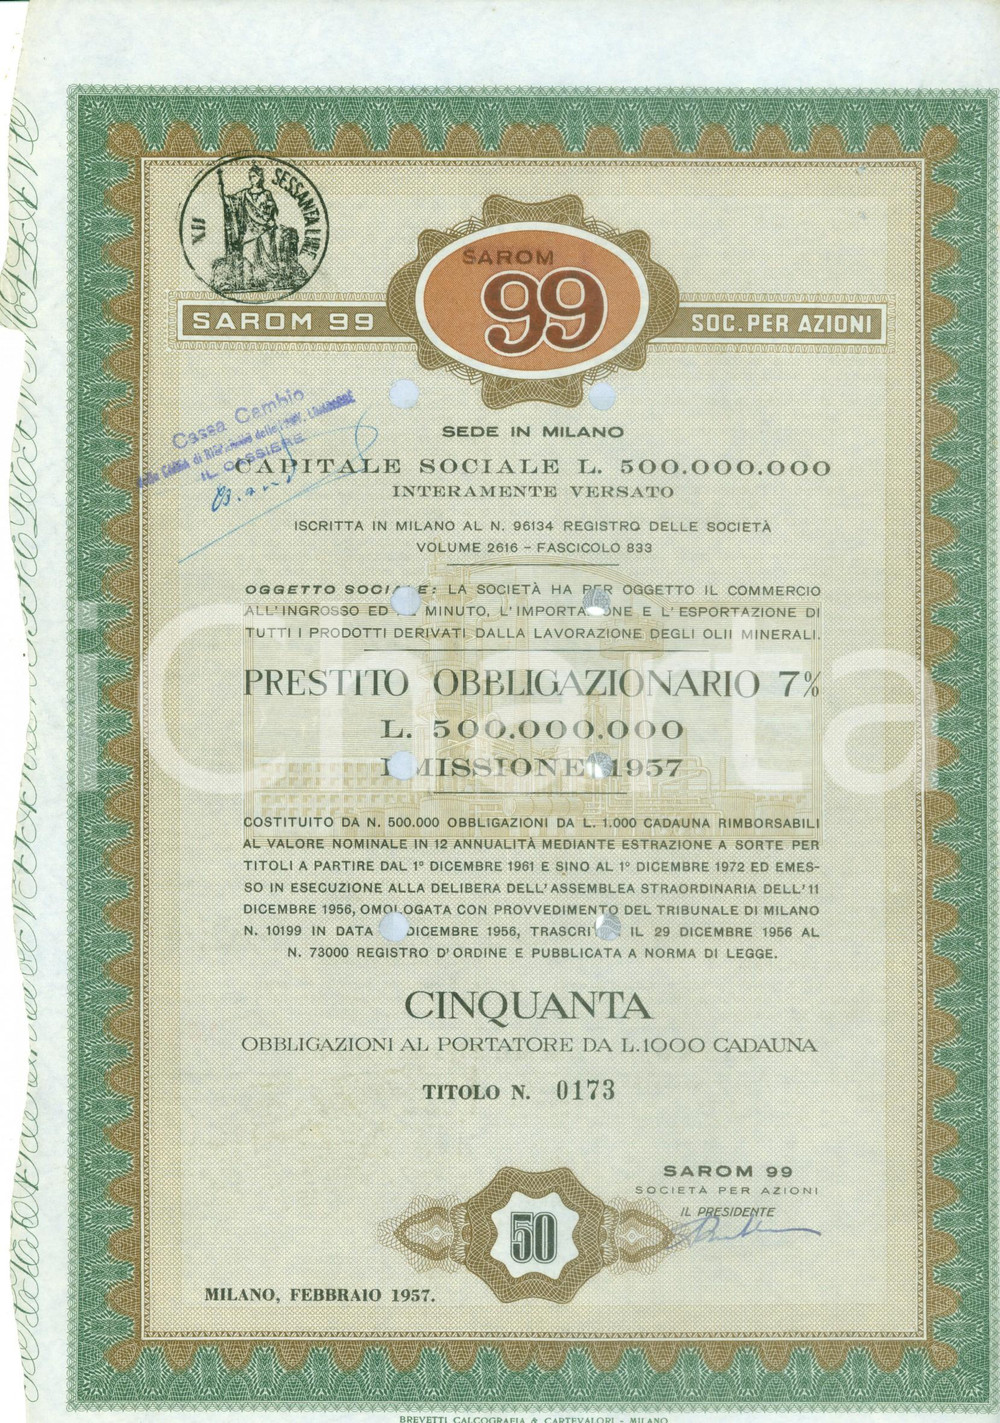 XII SESSANTA LIRE
SAROM
99
SAROM 99
SOC. PER AZIONI
Cassa Cambio
IL CASSIERE
SEDE IN MILANO
CAPITALE SOCIALE L. 500.000.000
INTERAMENTE VERSATO
ISCRITTA IN MILANO AL N. 96134 REGISTRO DELLE SOCIETÀ
VOLUME 2616 - FASCICOLO 833
OGGETTO SOCIALE: LA SOCIETÀ HA PER OGGETTO IL COMMERCIO
ALL'INGROSSO ED AL MINUTO, L'IMPORTAZIONE E L'ESPORTAZIONE DI
TUTTI I PRODOTTI DERIVATI DALLA LAVORAZIONE DEGLI OLII MINERALI.
iCharta
PRESTITO OBBLIGAZIONARIO 7%
L. 500.000.000
EMISSIONE 1957
COSTITUITO DA N. 500.000 OBBLIGAZIONI DA L. 1.000 CADAUNA RIMBORSABILI
AL VALORE NOMINALE IN 12 ANNUALITÀ MEDIANTE ESTRAZIONE A SORTE PER
TITOLI A PARTIRE DAL 1° DICEMBRE 1961 E SINO AL 1° DICEMBRE 1972 ED EMES-
SO IN ESECUZIONE ALLA DELIBERA DELL'ASSEMBLEA STRAORDINARIA DELL'11
DICEMBRE 1956, OMOLOGATA CON PROVVEDIMENTO DEL TRIBUNALE DI MILANO
N. 10199 IN DATA DICEMBRE 1956, TRASCRITTA IL 29 DICEMBRE 1956 AL
N. 73000 REGISTRO D'ORDINE E PUBBLICATA A NORMA DI LEGGE.
CINQUANTA
OBBLIGAZIONI AL PORTATORE DA L. 1000 CADAUNA
TITOLO N. 0173
SAROM 99
SOCIETÀ PER AZIONI
IL PRESIDENTE
50
MILANO, FEBBRAIO 1957.
BREVETTI CALCOGRAFIA & CARTEVALORI - MILANO